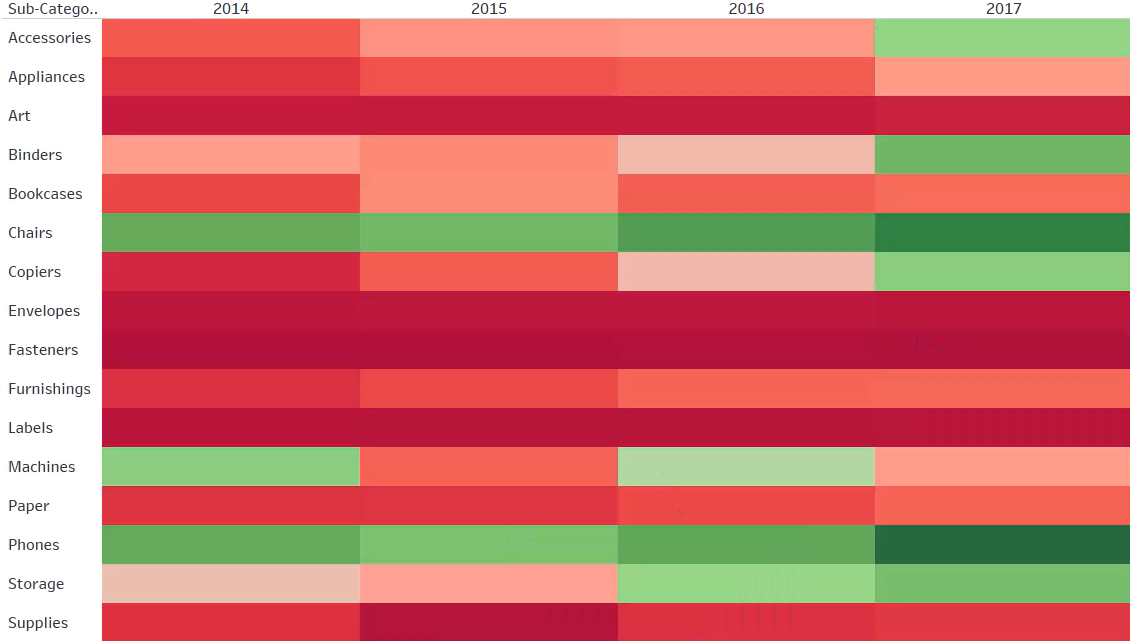 Sub-Catego.. 2014 2015 2016 2017
Accessories
Appliances
Art
Binders
Bookcases
Chairs
Copiers
Envelopes
Fasteners
Furnishings
Labels
Machines
Paper
Phones
Storage
Supplies